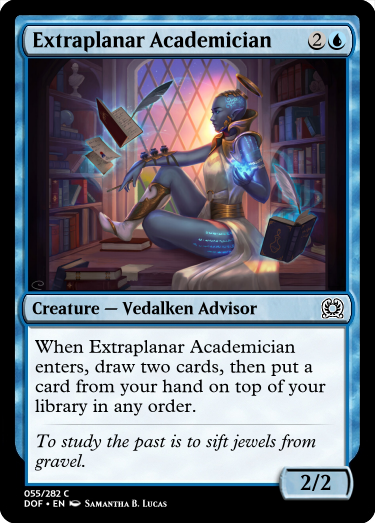 Extraplanar Academician 2
Creature — Vedalken Advisor
When Extraplanar Academician
enters, draw two cards, then put a
card from your hand on top of your
library in any order.
To study the past is to sift jewels from
gravel.
2/2
055/282 C
DOF • EN SAMANTHA B. LUCAS